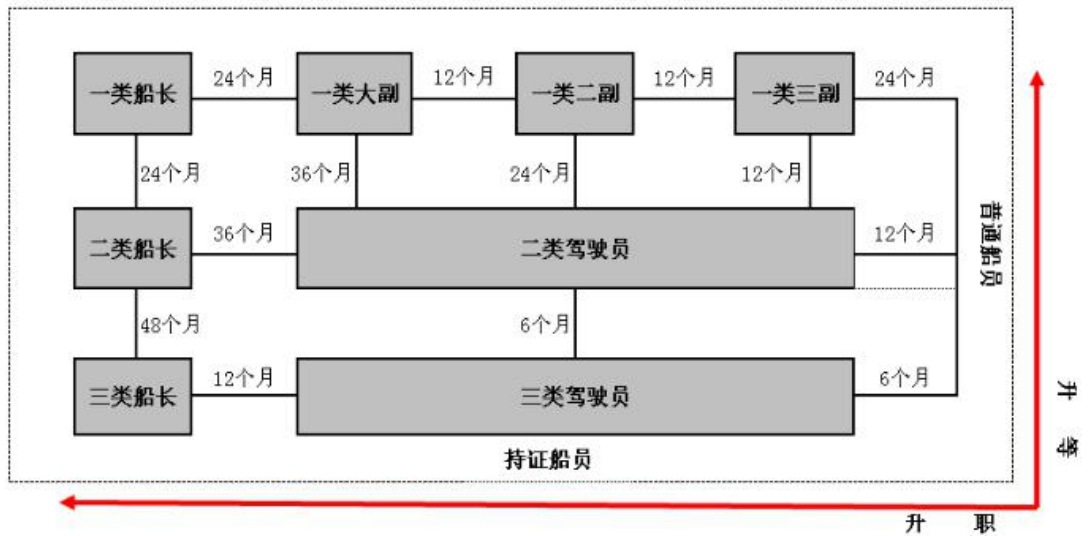 一类船长
24个月
一类大副
12个月
一类二副
12个月
一类三副
24个月
24个月
36个月
24个月
12个月
普通船员
二类船长
36个月
二类驾驶员
12个月
48个月
6个月
三类船长
12个月
三类驾驶员
6个月
升等
持证船员
升职